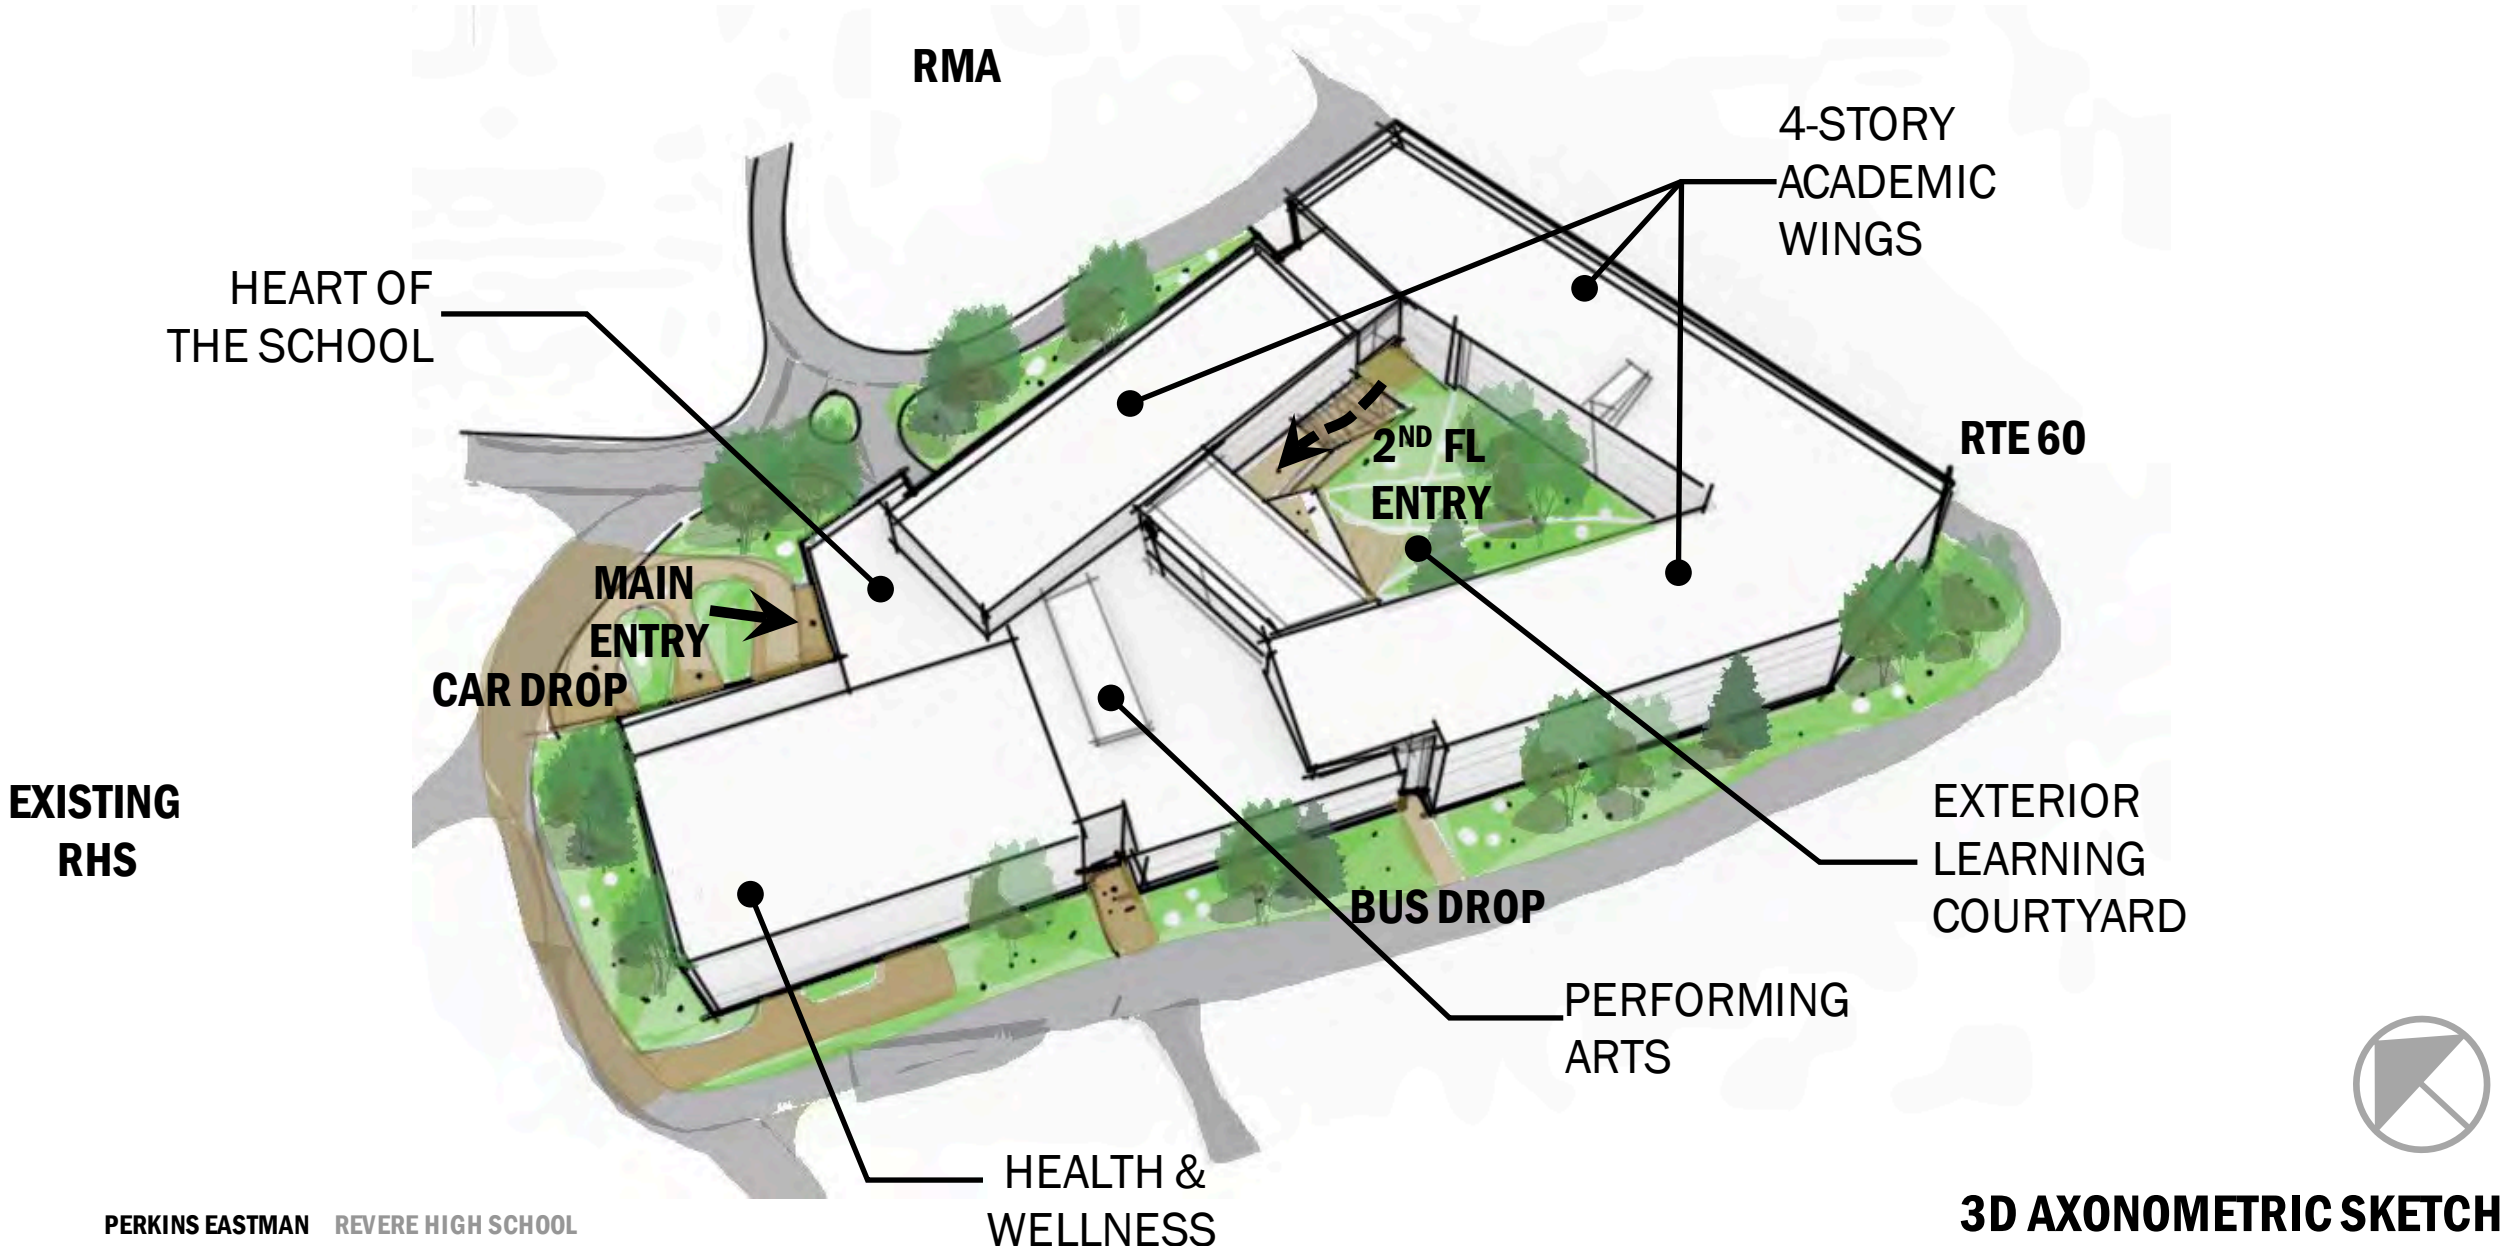 RMA
4-STORY
ACADEMIC
WINGS
HEART OF
THE SCHOOL
RTE 60
2ND FL
ENTRY
MAIN
ENTRY
CAR DROP
EXISTING
RHS
EXTERIOR
LEARNING
COURTYARD
BUS DROP
PERFORMING
ARTS
HEALTH &
WELLNESS
PERKINS EASTMAN REVERE HIGH SCHOOL
3D AXONOMETRIC SKETCH